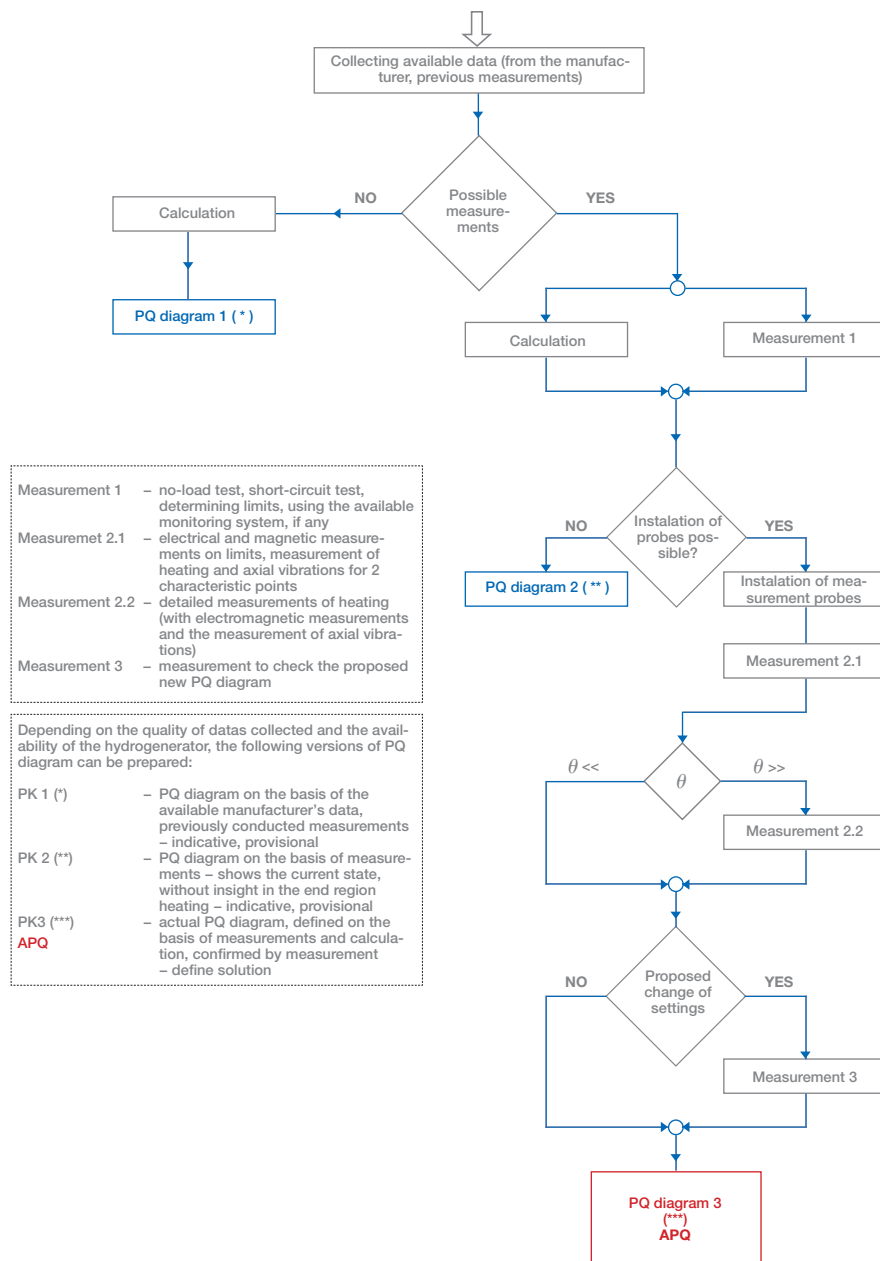 Collecting available data (from the manufac-
turer, previous measurements)
Possible
measure-
ments
NO
YES
Calculation
PQ diagram 1 ( * )
Calculation
Measurement 1
Instalation of
probes pos-
sible?
NO
YES
PQ diagram 2 ( ** )
Instalation of mea-
surement probes
Measurement 2.1
θ <<
θ
θ >>
Measurement 2.2
Proposed
change of
settings
NO
YES
Measurement 3
PQ diagram 3
(***)
APQ
Measurement 1 – no-load test, short-circuit test,
determining limits, using the available
monitoring system, if any
Measuremet 2.1 – electrical and magnetic measure-
ments on limits, measurement of
heating and axial vibrations for 2
characteristic points
Measurement 2.2 – detailed measurements of heating
(with electromagnetic measurements
and the measurement of axial vibra-
tions)
Measurement 3 – measurement to check the proposed
new PQ diagram
Depending on the quality of datas collected and the avail-
ability of the hydrogenerator, the following versions of PQ
diagram can be prepared:
PK 1 (*) – PQ diagram on the basis of the
available manufacturer's data,
previously conducted measurements
– indicative, provisional
PK 2 (**) – PQ diagram on the basis of measure-
ments – shows the current state,
without insight in the end region
heating – indicative, provisional
PK3 (***) – actual PQ diagram, defined on the
APQ basis of measurements and calcula-
tion, confirmed by measurement
– define solution